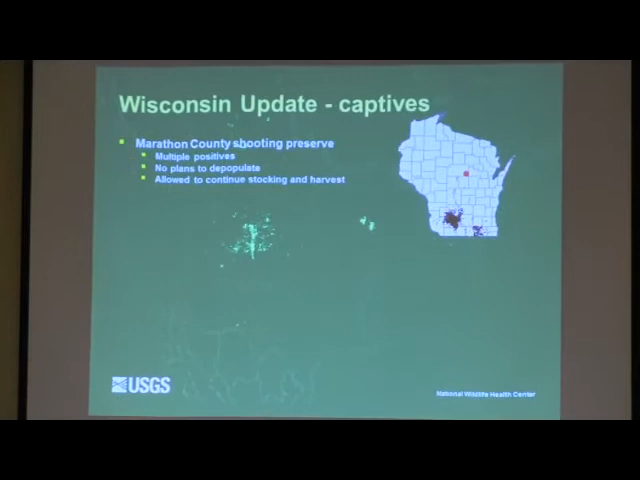 Wisconsin Update - captives
Marathon County shooting preserve
Multiple positives
No plans to depopulate
Allowed to continue stocking and harvest
USGS
National Wildlife Health Center